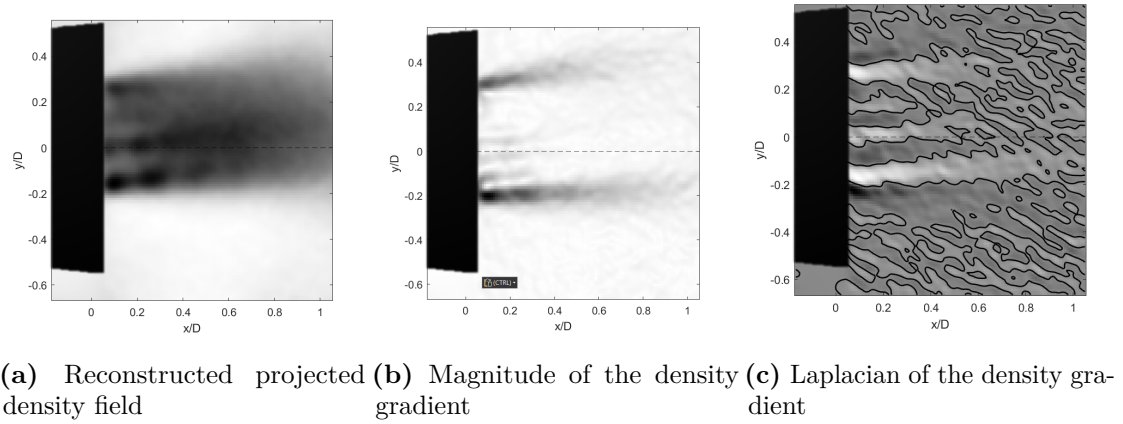 0.4
0.2
0
-0.2
-0.4
-0.6
y/D
0 0.2 0.4 0.6 0.8 1
x/D
0.4
0.2
0
-0.2
-0.4
-0.6
y/D
(CTRL)
0 0.2 0.4 0.6 0.8 1
x/D
0.4
0.2
0
-0.2
-0.4
-0.6
y/D
0 0.2 0.4 0.6 0.8 1
x/D
(a) Reconstructed projected
density field
(b) Magnitude of the density
gradient
(c) Laplacian of the density gra-
dient